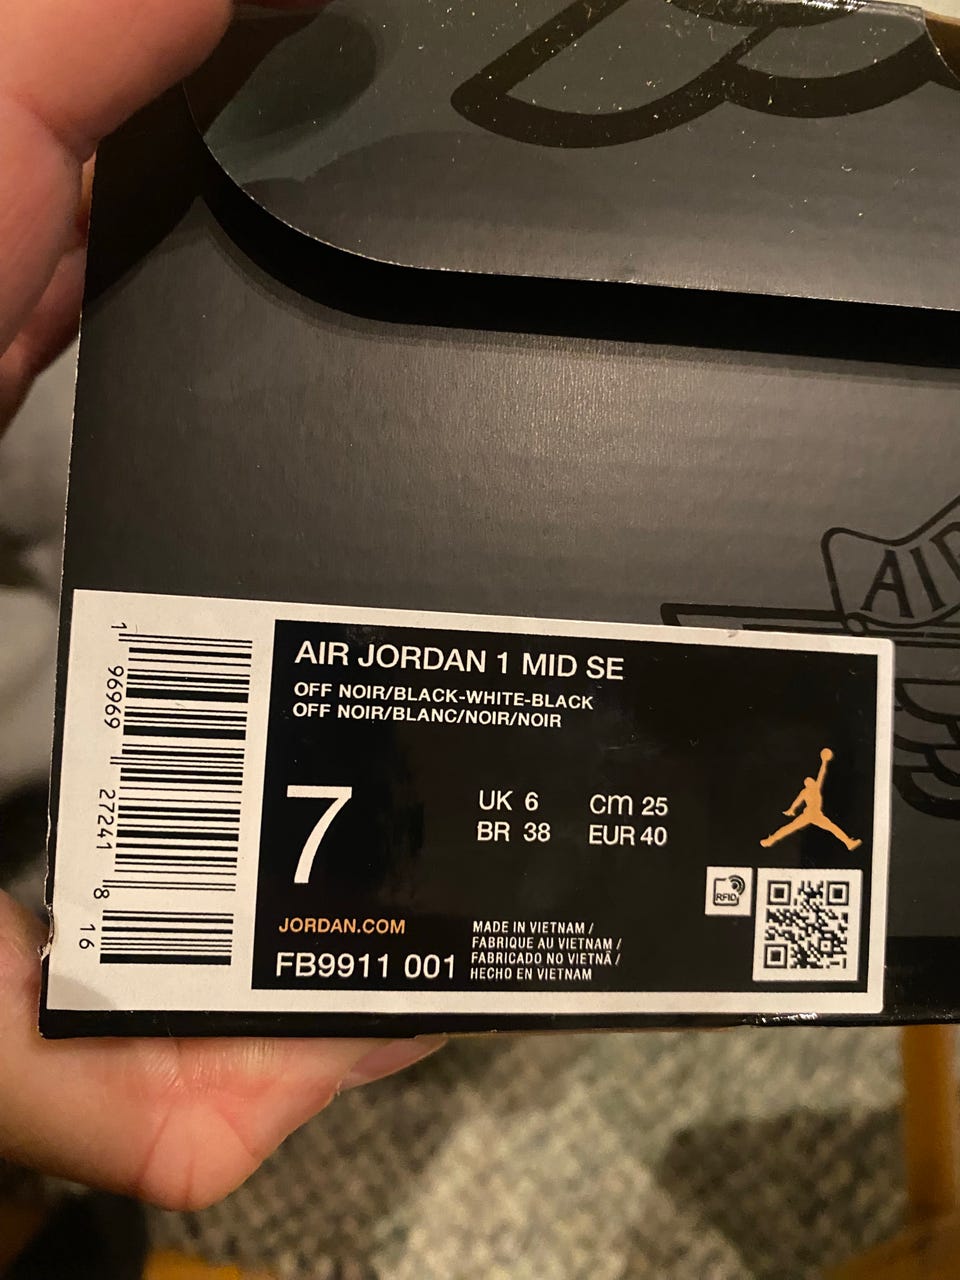 AIR
1 96969 27241 8 16
AIR JORDAN 1 MID SE
OFF NOIR/BLACK-WHITE-BLACK
OFF NOIR/BLANC/NOIR/NOIR
7
UK 6 cm 25
BR 38 EUR 40
RFID
JORDAN.COM
FB9911 001
MADE IN VIETNAM /
FABRIQUE AU VIETNAM /
FABRICADO NO VIETNÃ /
HECHO EN VIETNAM